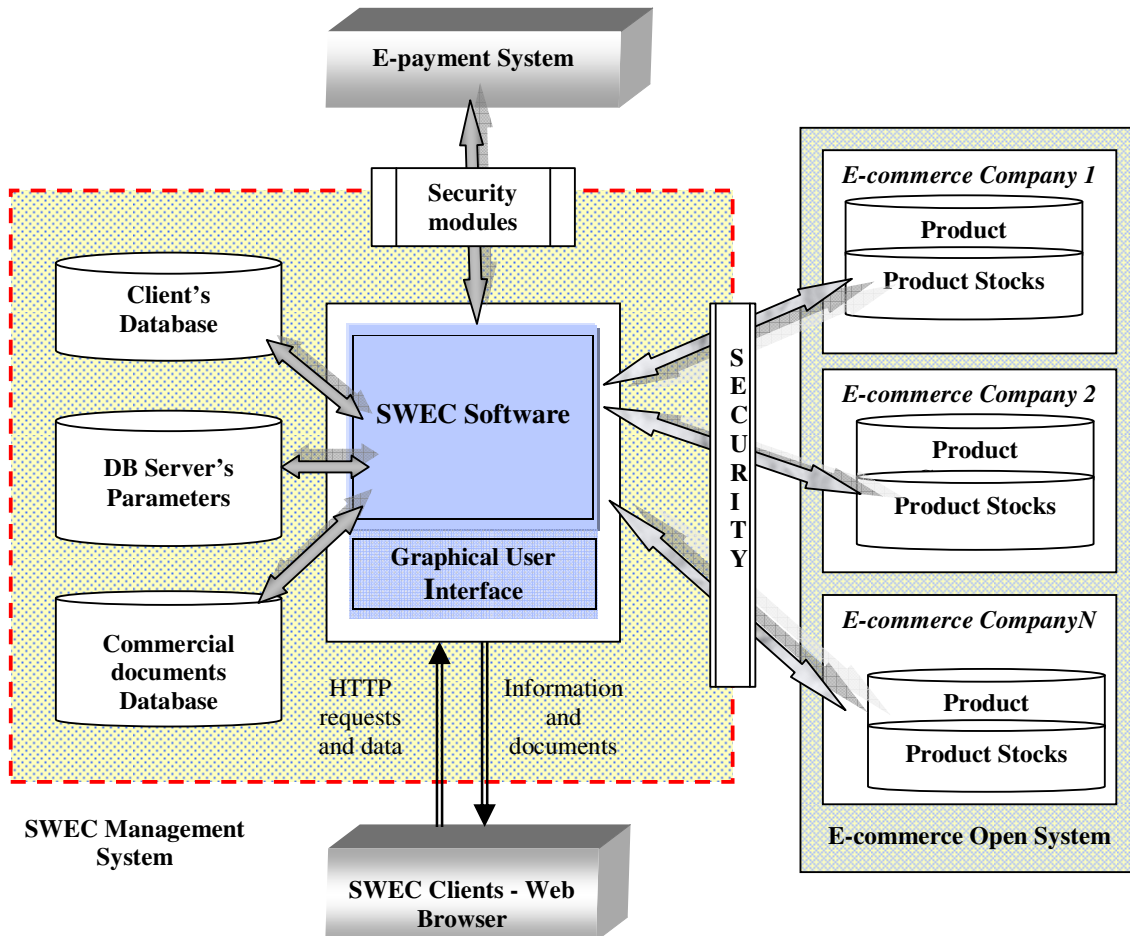 E-payment System
Security
modules
Client's
Database
DB Server's
Parameters
Commercial
documents
Database
SWEC Software
Graphical User
Interface
HTTP
requests
and data
Information
and
documents
SWEC Management
System
SWEC Clients - Web
Browser
S
E
C
U
R
I
T
Y
E-commerce Company 1
Product
Product Stocks
E-commerce Company 2
Product
Product Stocks
E-commerce CompanyN
Product
Product Stocks
E-commerce Open System